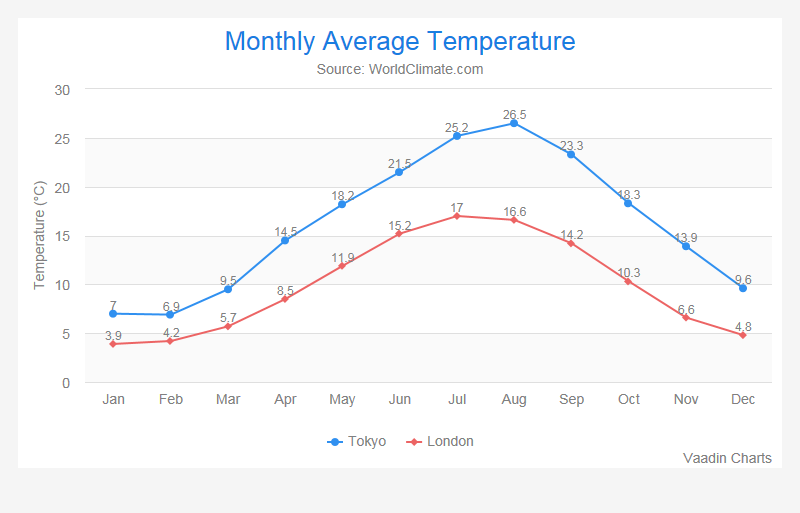 Monthly Average Temperature
Source: WorldClimate.com
Temperature (°C)
30
25
20
15
10
5
0
7 6.9 9.5 14.5 18.2 21.5 25.2 26.5 23.3 18.3 13.9 9.6
3.9 4.2 5.7 8.5 11.9 15.2 17 16.6 14.2 10.3 6.6 4.8
Jan Feb Mar Apr May Jun Jul Aug Sep Oct Nov Dec
Tokyo London
Vaadin Charts